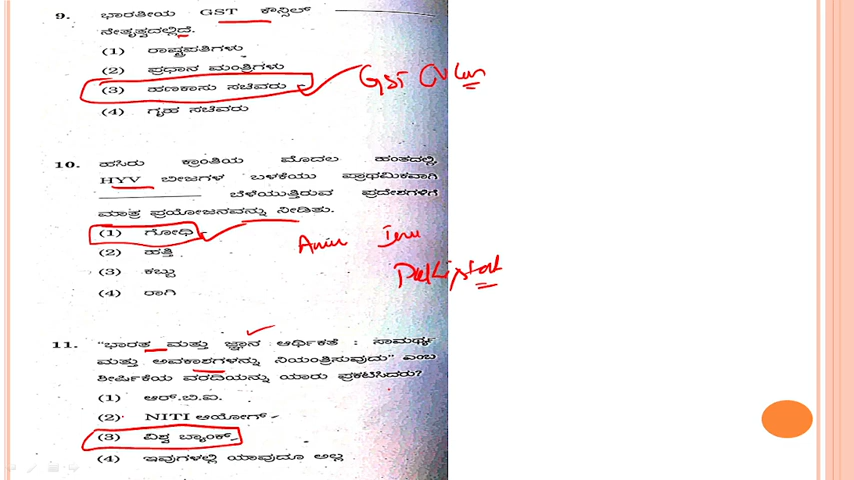 9. ಭಾರತೀಯ GST ಕೌನ್ಸಿಲ್ ____________
ನೇತೃತ್ವದಲ್ಲಿದೆ.
(1) ರಾಷ್ಟ್ರಪತಿಗಳು
(2) ಪ್ರಧಾನ ಮಂತ್ರಿಗಳು
(3) ಹಣಕಾಸು ಸಚಿವರು
GST
(4) ಗೃಹ ಸಚಿವರು
10. ಹಸಿರು ಕ್ರಾಂತಿಯ ಮೊದಲ ಹಂತದಲ್ಲಿ,
HYV ಬೀಜಗಳ ಬಳಕೆಯು ಪ್ರಾಥಮಿಕವಾಗಿ
____________ ಬೆಳೆಯುತ್ತಿರುವ ಪ್ರದೇಶಗಳಿಗೆ
ಮಾತ್ರ ಪ್ರಯೋಜನವನ್ನು ನೀಡಿತು.
(1) ಗೋಧಿ
(2) ಹತ್ತಿ
(3) ಕಬ್ಬು
(4) ರಾಗಿ
11. "ಭಾರತ ಮತ್ತು ಜ್ಞಾನ ಆರ್ಥಿಕತೆ : ಸಾಮರ್ಥ್ಯ
ಮತ್ತು ಅವಕಾಶಗಳನ್ನು ನಿಯಂತ್ರಿಸುವುದು" ಎಂಬ
ಶೀರ್ಷಿಕೆಯ ವರದಿಯನ್ನು ಯಾರು ಪ್ರಕಟಿಸಿದರು?
(1) ಆರ್.ಬಿ.ಐ.
(2) NITI ಆಯೋಗ್
(3) ವಿಶ್ವ ಬ್ಯಾಂಕ್
(4) ಇವುಗಳಲ್ಲಿ ಯಾವುದೂ ಅಲ್ಲ